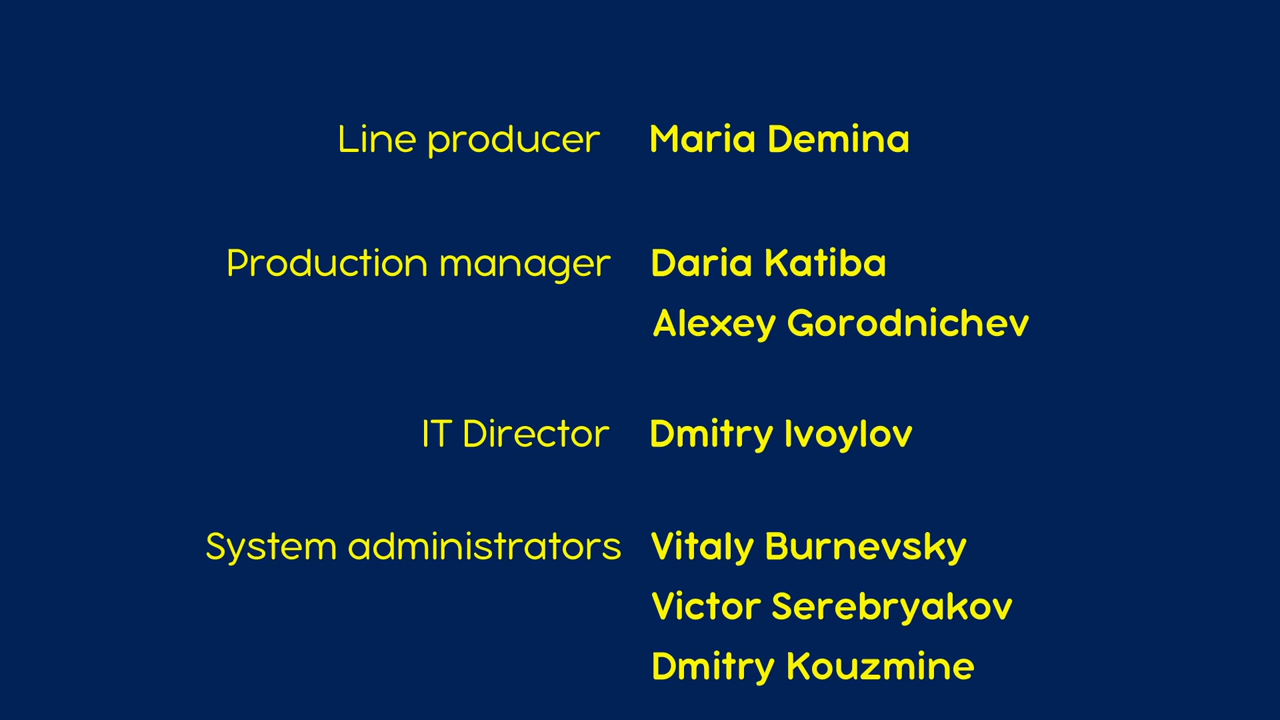 Line producer Maria Demina
Production manager Daria Katiba
Alexey Gorodnichev
IT Director Dmitry Ivoylov
System administrators Vitaly Burnevsky
Victor Serebryakov
Dmitry Kouzmine